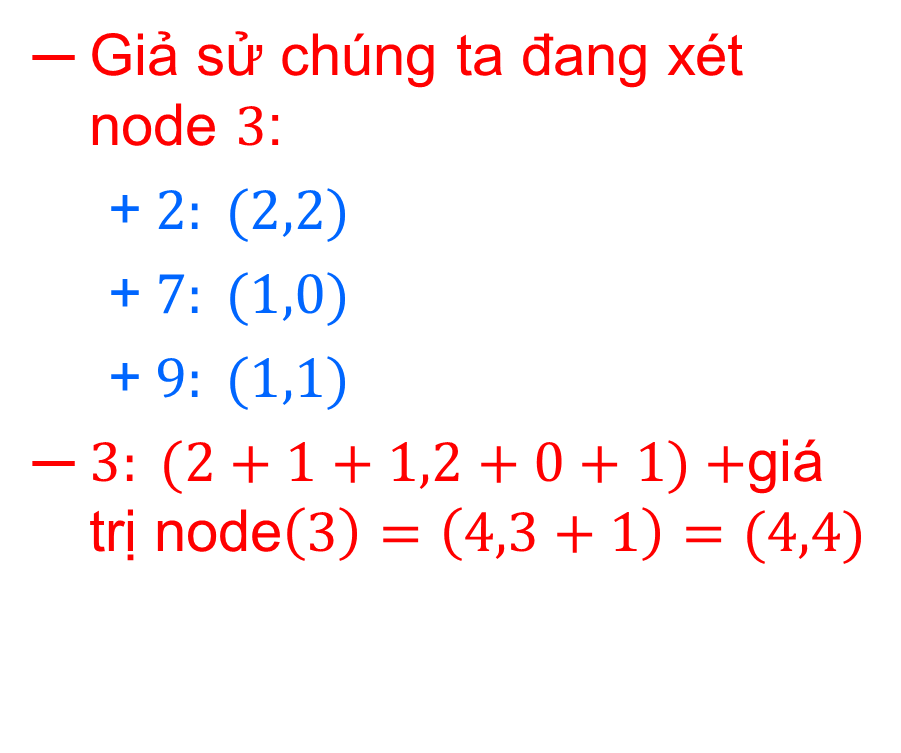 – Giả sử chúng ta đang xét
node 3:
+ 2: (2,2)
+ 7: (1,0)
+ 9: (1,1)
– 3: (2 + 1 + 1,2 + 0 + 1) +giá
trị node(3) = (4,3 + 1) = (4,4)